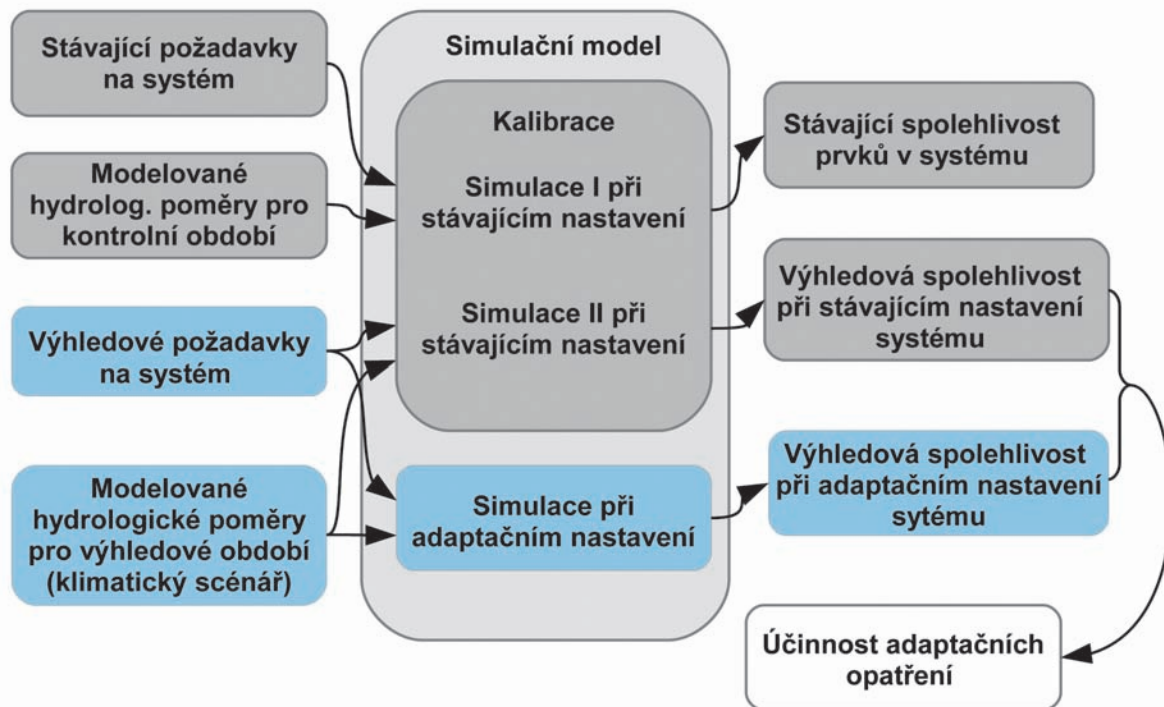 Stávající požadavky
na systém
Modelované
hydrolog. poměry pro
kontrolní období
Výhledové požadavky
na systém
Modelované
hydrologické poměry
pro výhledové období
(klimatický scénář)
Simulační model
Kalibrace
Simulace I při
stávajícím nastavení
Simulace II při
stávajícím nastavení
Simulace při
adaptačním nastavení
Stávající spolehlivost
prvků v systému
Výhledová spolehlivost
při stávajícím nastavení
systému
Výhledová spolehlivost
při adaptačním nastavení
sytému
Účinnost adaptačních
opatření